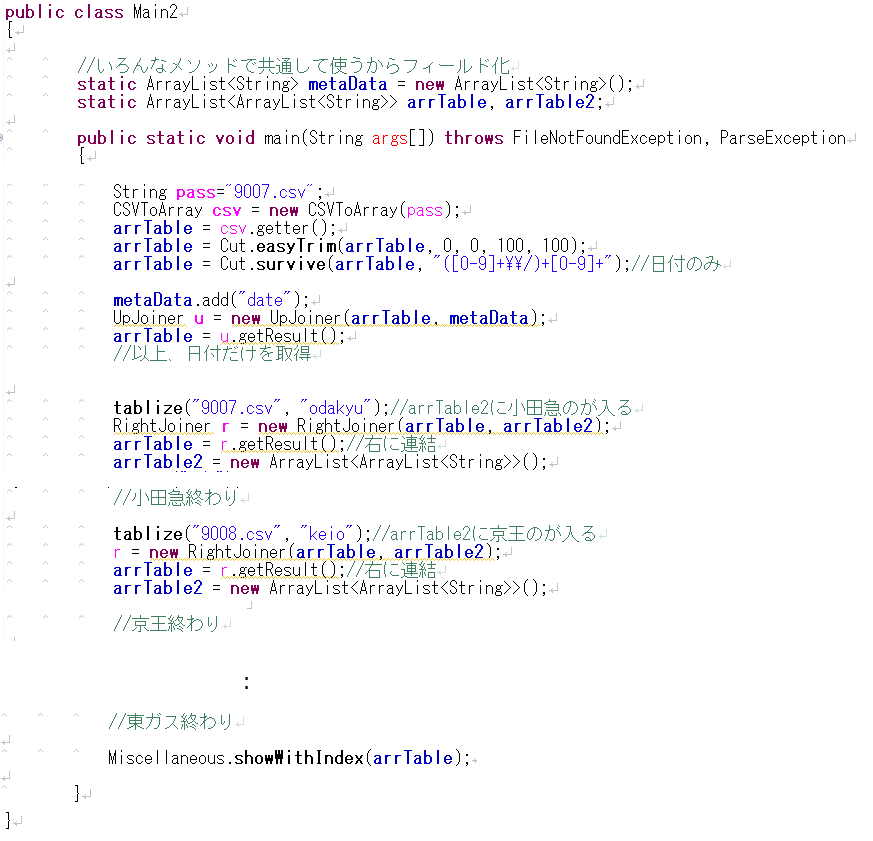 public class Main2
{
//いろんなメソッドで共通して使うからフィールド化
static ArrayList<String> metaData = new ArrayList<String>();
static ArrayList<ArrayList<String>> arrTable, arrTable2;
public static void main(String args[]) throws FileNotFoundException, ParseException
{
String pass="9007.csv";
CSVToArray csv = new CSVToArray(pass);
arrTable = csv.getter();
arrTable = Cut.easyTrim(arrTable, 0, 0, 100, 100);
arrTable = Cut.survive(arrTable, "([0-9]+¥¥/)+[0-9]+");//日付のみ
metaData.add("date");
UpJoiner u = new UpJoiner(arrTable, metaData);
arrTable = u.getResult();
//以上、日付だけを取得
tablize("9007.csv", "odakyu");//arrTable2に小田急のが入る
RightJoiner r = new RightJoiner(arrTable, arrTable2);
arrTable = r.getResult();//右に連結
arrTable2 = new ArrayList<ArrayList<String>>();
//小田急終わり
tablize("9008.csv", "keio");//arrTable2に京王のが入る
r = new RightJoiner(arrTable, arrTable2);
arrTable = r.getResult();//右に連結
arrTable2 = new ArrayList<ArrayList<String>>();
//京王終わり
:
//東ガス終わり
Miscellaneous.showWithIndex(arrTable);
}
}